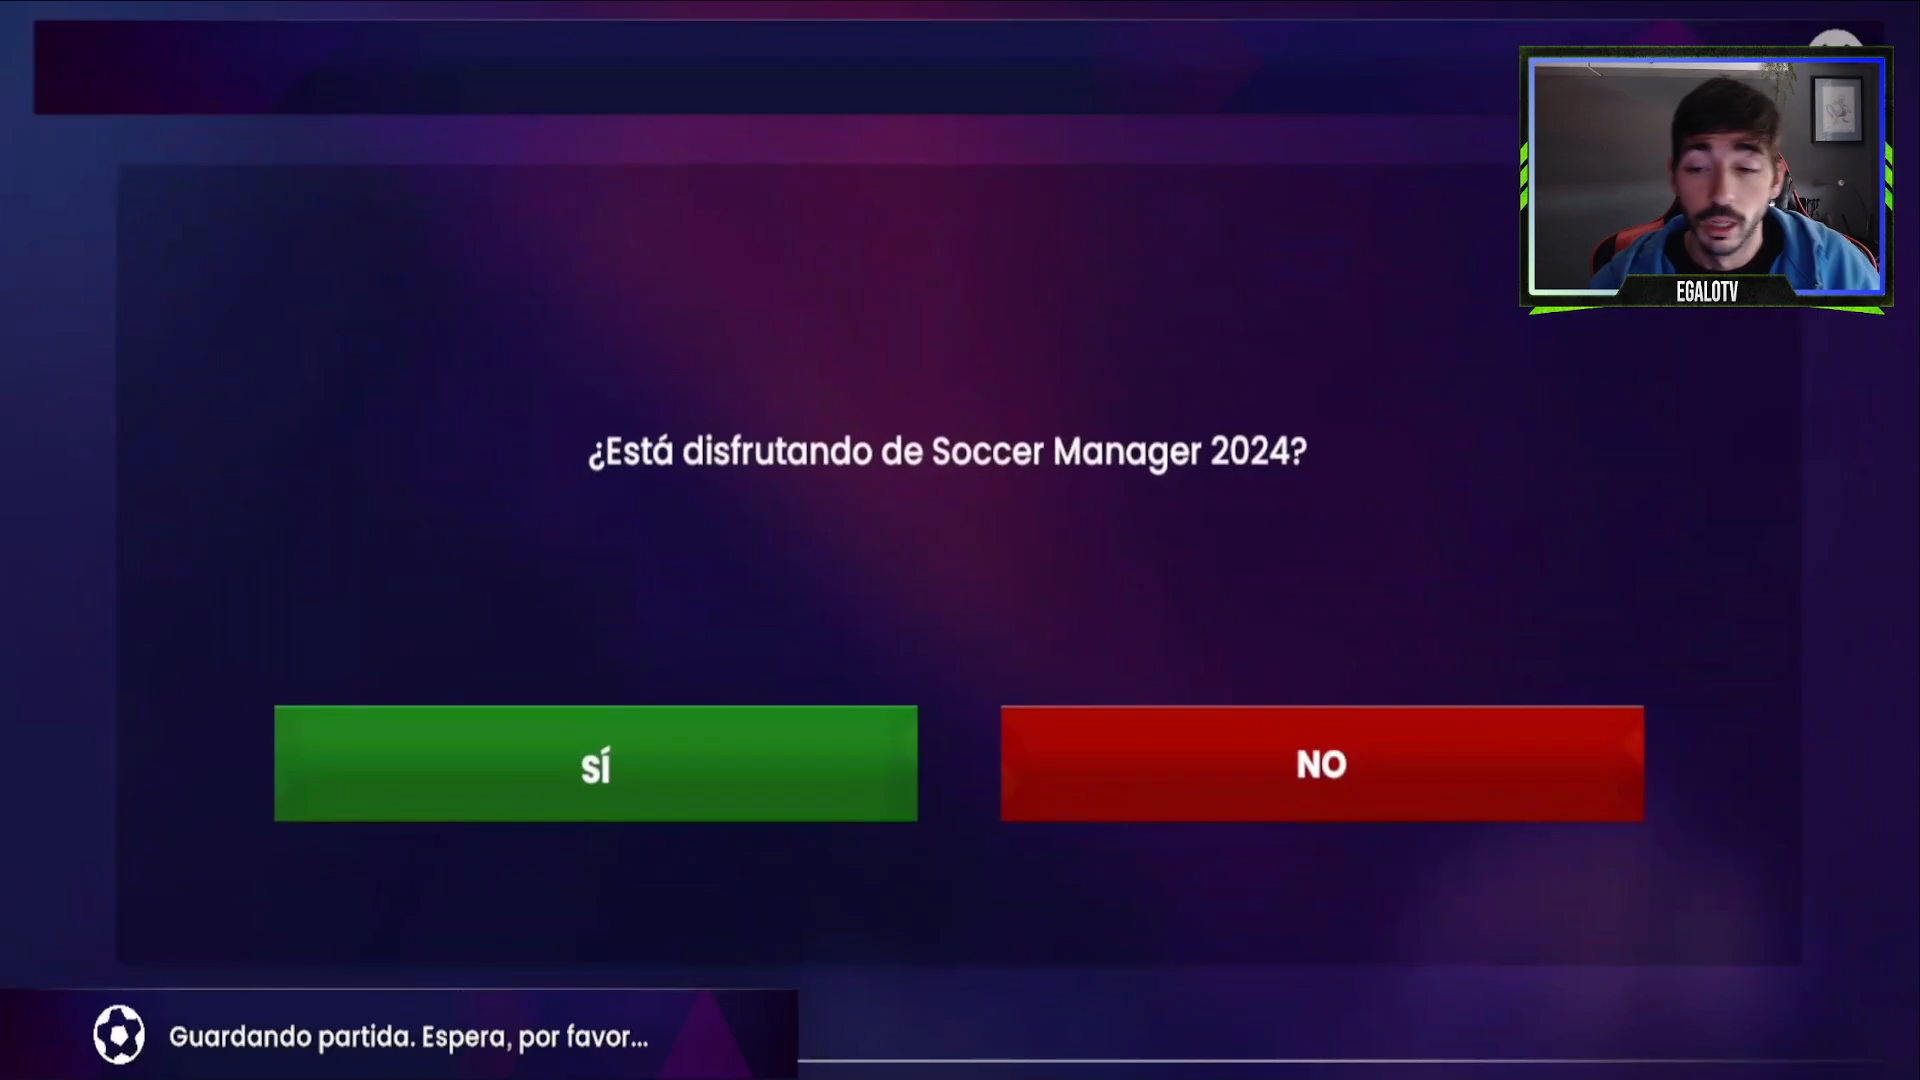 EGALOTV
¿Está disfrutando de Soccer Manager 2024?
SÍ
NO
Guardando partida. Espera, por favor...